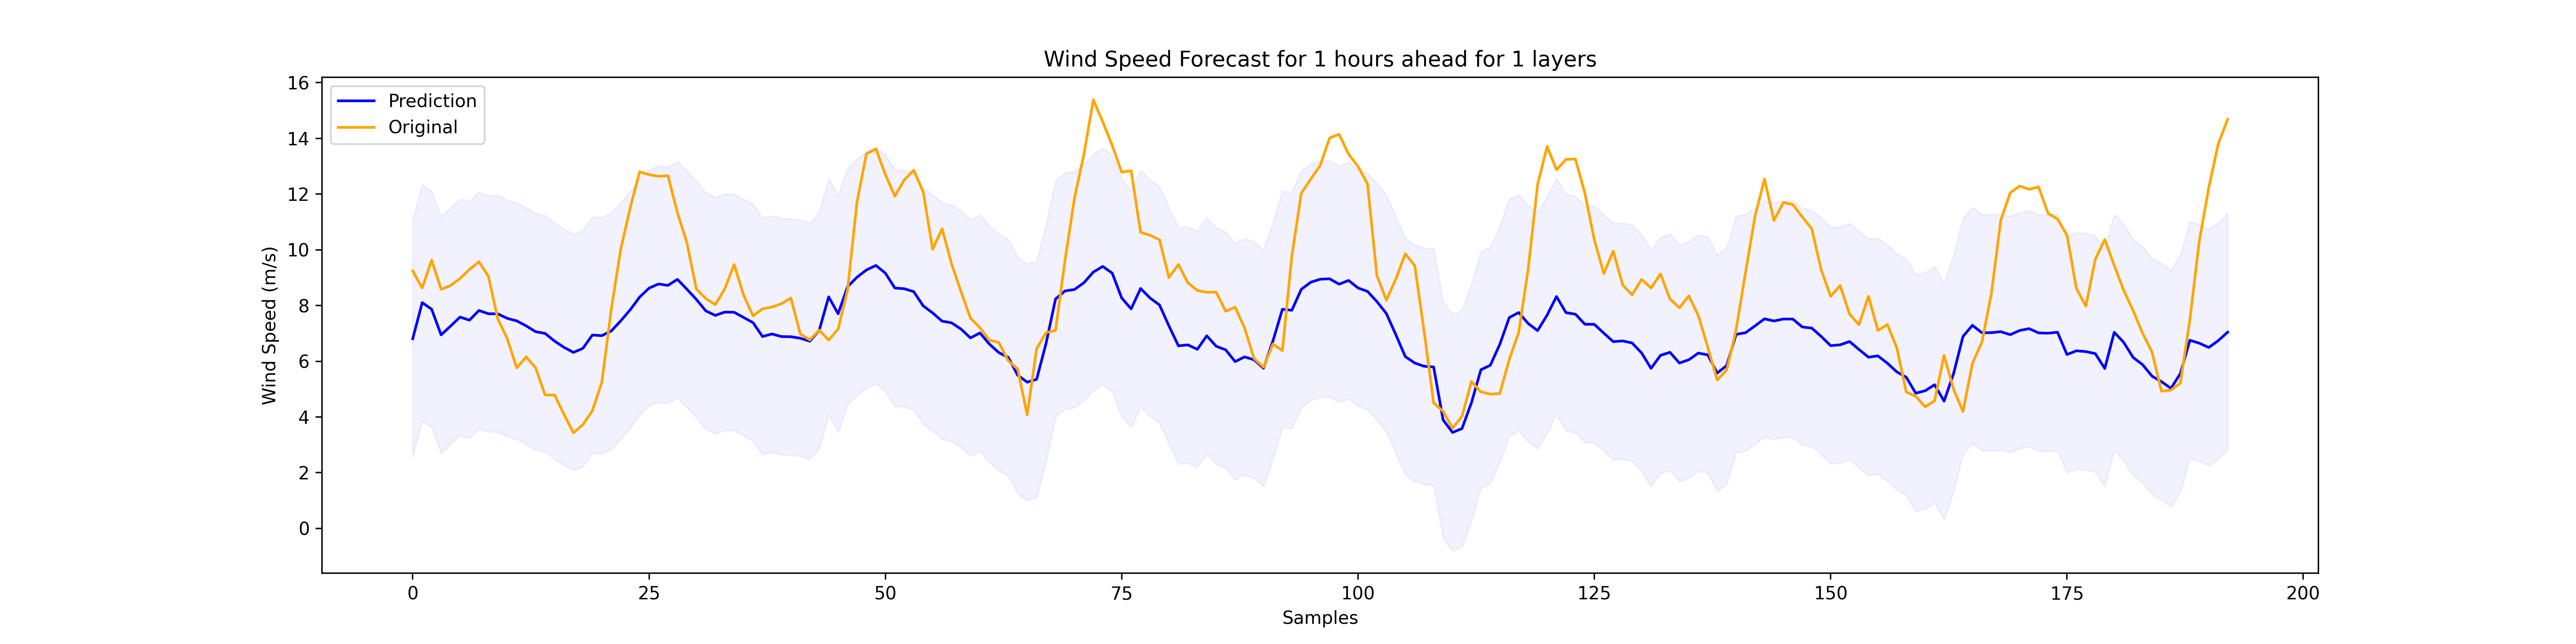 Wind Speed Forecast for 1 hours ahead for 1 layers
Prediction
Original
Wind Speed (m/s)
16
14
12
10
8
6
4
2
0
0 25 50 75 100 125 150 175 200
Samples